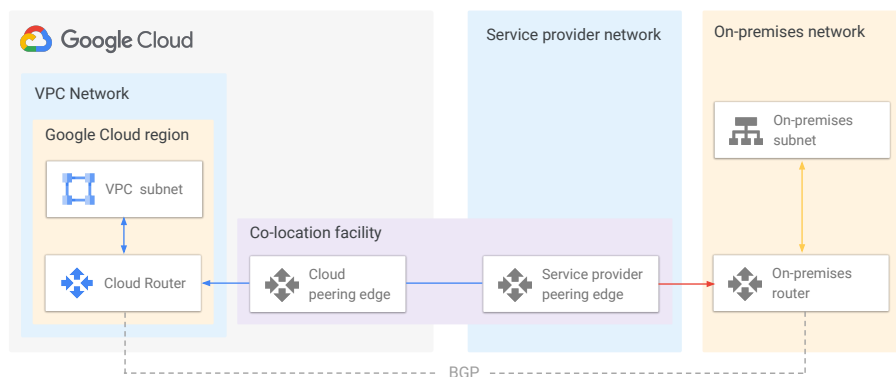 Google Cloud
Service provider network
On-premises network
VPC Network
Google Cloud region
On-premises
subnet
VPC subnet
Co-location facility
Cloud Router
Cloud
peering edge
Service provider
peering edge
On-premises
router
BGP